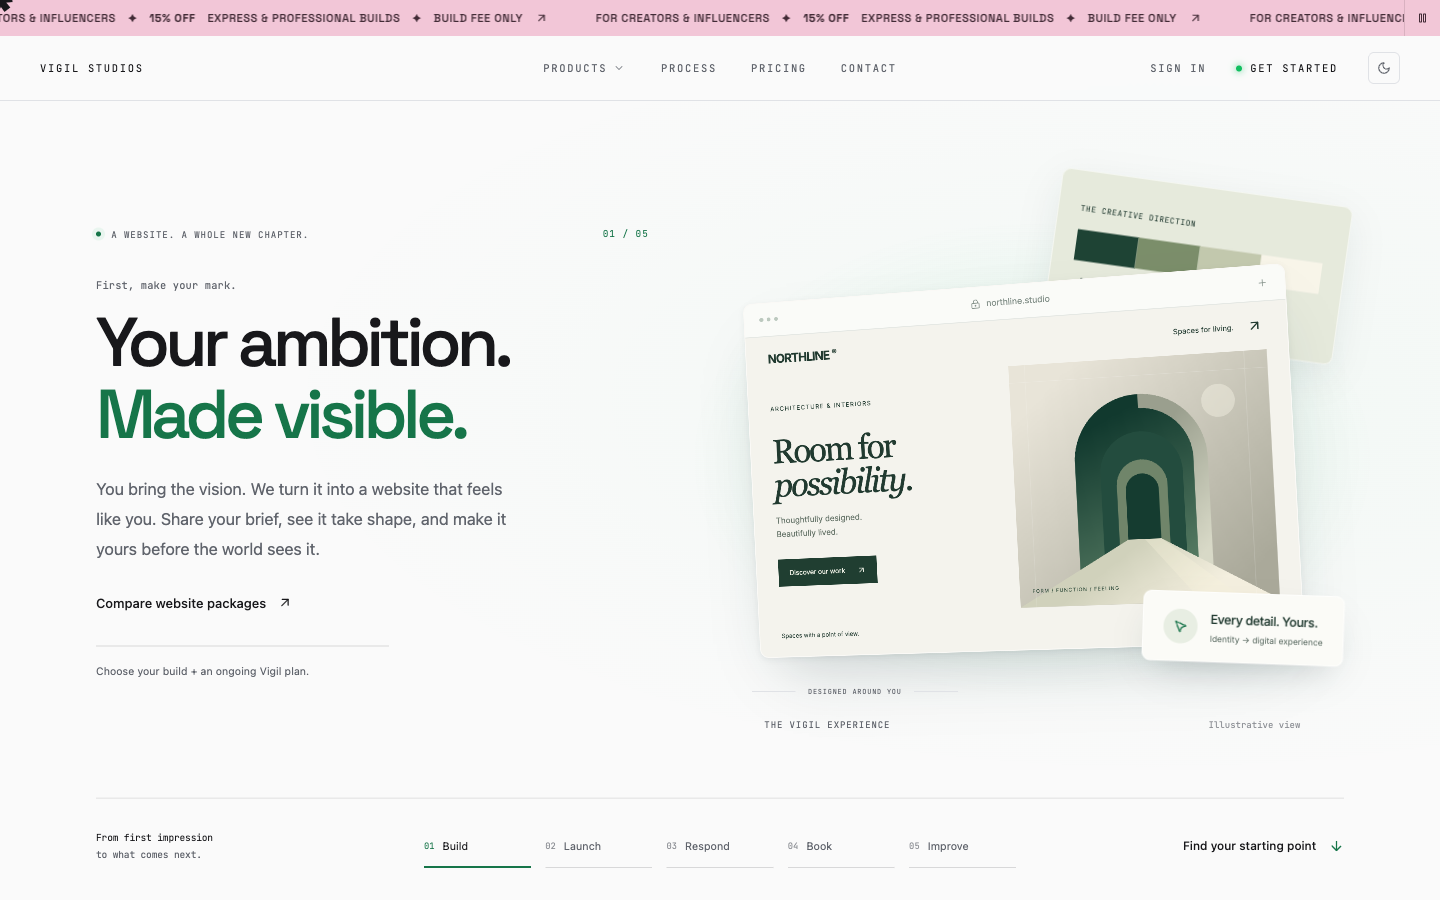 ORS & INFLUENCERS ✦ 15% OFF EXPRESS & PROFESSIONAL BUILDS ✦ BUILD FEE ONLY ↗ FOR CREATORS & INFLUENCERS ✦ 15% OFF EXPRESS & PROFESSIONAL BUILDS ✦ BUILD FEE ONLY ↗ FOR CREATORS & INFLUENC
VIGIL STUDIOS
PRODUCTS PROCESS PRICING CONTACT
SIGN IN GET STARTED
A WEBSITE. A WHOLE NEW CHAPTER.
01 / 05
First, make your mark.
Your ambition.
Made visible.
You bring the vision. We turn it into a website that feels
like you. Share your brief, see it take shape, and make it
yours before the world sees it.
Compare website packages ↗
Choose your build + an ongoing Vigil plan.
THE CREATIVE DIRECTION
northline.studio +
NORTHLINE®
Spaces for living. ↗
ARCHITECTURE & INTERIORS
Room for
possibility.
Thoughtfully designed.
Beautifully lived.
Discover our work ↗
FORM / FUNCTION / FEELING
Spaces with a point of view.
Every detail. Yours.
Identity → digital experience
DESIGNED AROUND YOU
THE VIGIL EXPERIENCE
Illustrative view
From first impression
to what comes next.
01 Build
02 Launch
03 Respond
04 Book
05 Improve
Find your starting point ↓